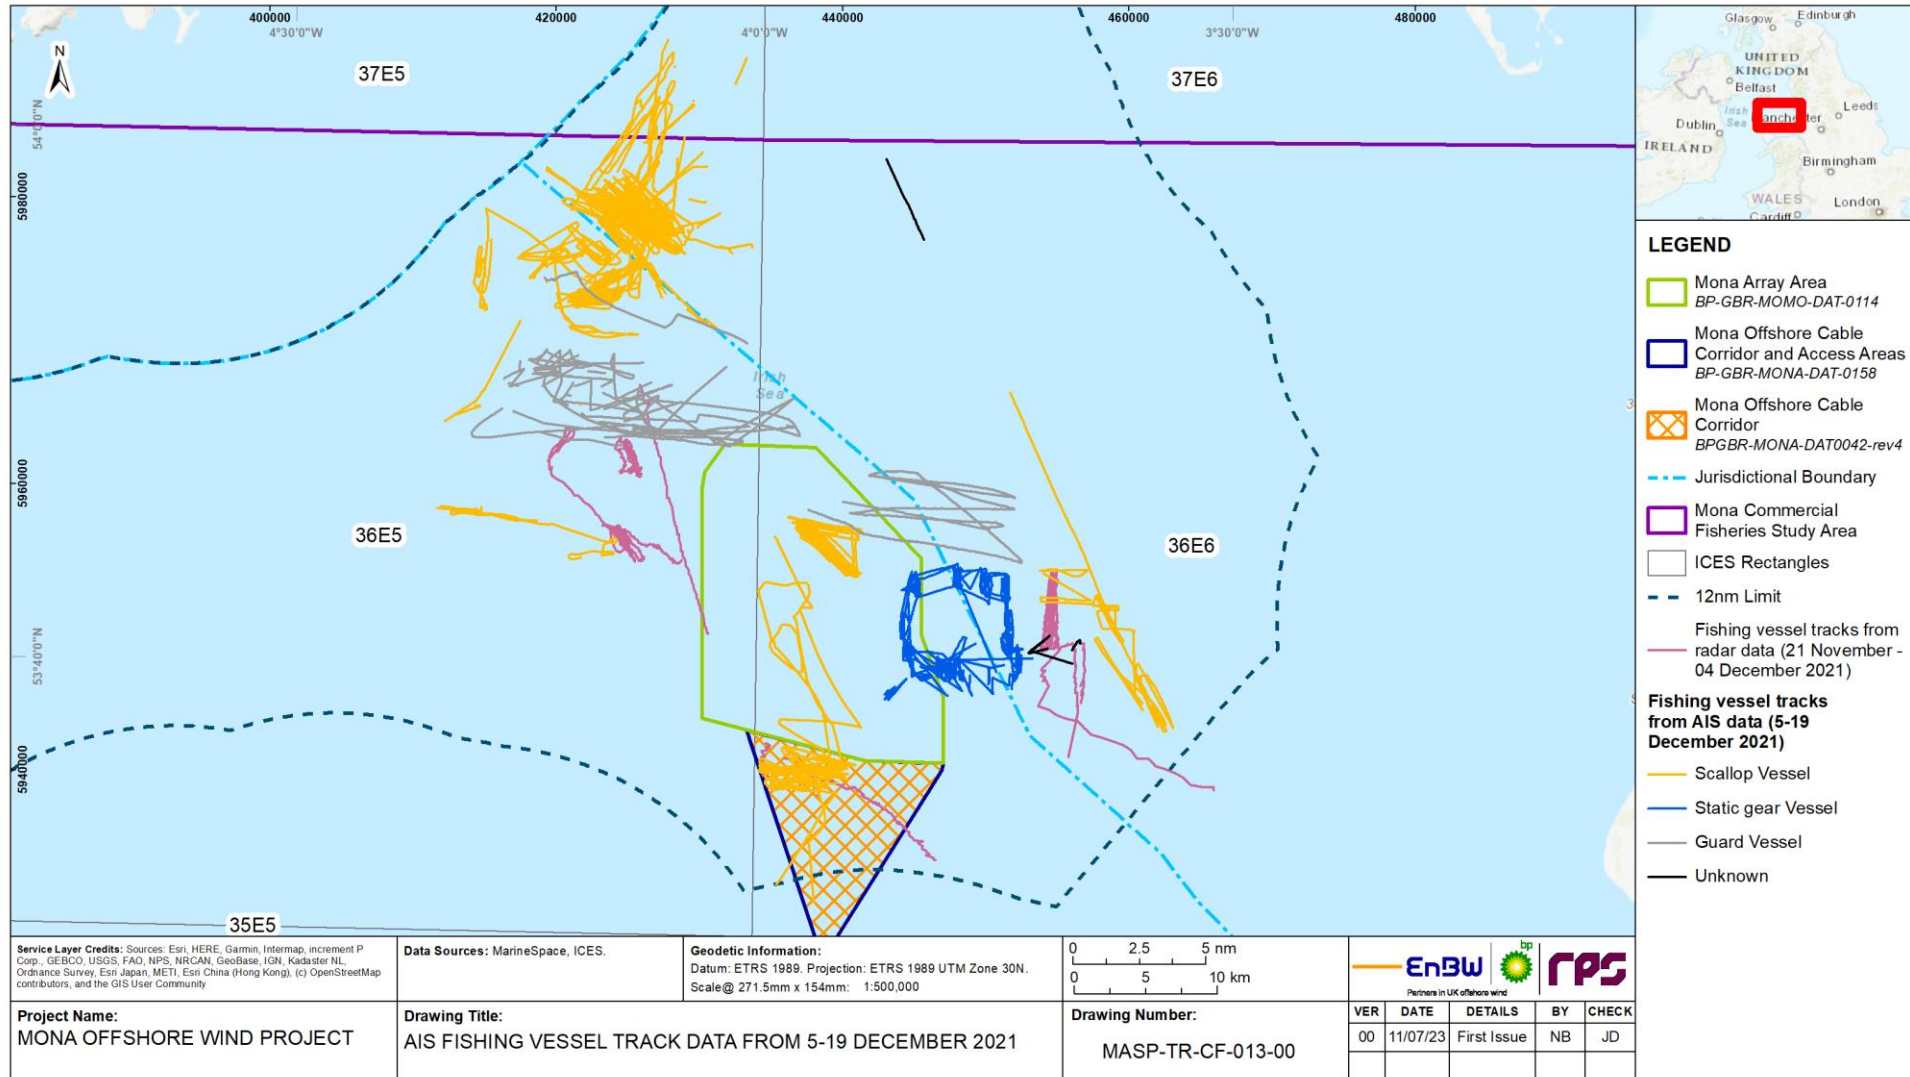 400000
420000
440000
460000
480000
4°30'0"W
4°0'0"W
3°30'0"W
N
37E5
37E6
54°0'0"N
5980000
Irish
Sea
5960000
36E5
36E6
53°40'0"N
5940000
35E5
Glasgow
Edinburgh
UNITED
KINGDOM
Belfast
Irish
Sea
Leeds
Dublin
IRELAND
Birmingham
WALES
London
Cardiff
LEGEND
Mona Array Area
BP-GBR-MOMO-DAT-0114
Mona Offshore Cable
Corridor and Access Areas
BP-GBR-MONA-DAT-0158
Mona Offshore Cable
Corridor
BPGBR-MONA-DAT0042-rev4
Jurisdictional Boundary
Mona Commercial
Fisheries Study Area
ICES Rectangles
12nm Limit
Fishing vessel tracks from
radar data (21 November -
04 December 2021)
Fishing vessel tracks
from AIS data (5-19
December 2021)
Scallop Vessel
Static gear Vessel
Guard Vessel
Unknown
Service Layer Credits: Sources: Esri, HERE, Garmin, Intermap, increment P
Corp., GEBCO, USGS, FAO, NPS, NRCAN, GeoBase, IGN, Kadaster NL,
Ordnance Survey, Esri Japan, METI, Esri China (Hong Kong), (c) OpenStreetMap
contributors, and the GIS User Community
Data Sources: MarineSpace, ICES.
Geodetic Information:
Datum: ETRS 1989. Projection: ETRS 1989 UTM Zone 30N.
Scale@ 271.5mm x 154mm: 1:500,000
0 2.5 5 nm
0 5 10 km
EnBW
bp
rps
Partners in UK offshore wind
Project Name:
MONA OFFSHORE WIND PROJECT
Drawing Title:
AIS FISHING VESSEL TRACK DATA FROM 5-19 DECEMBER 2021
Drawing Number:
MASP-TR-CF-013-00
VER DATE DETAILS BY CHECK
00 11/07/23 First Issue NB JD